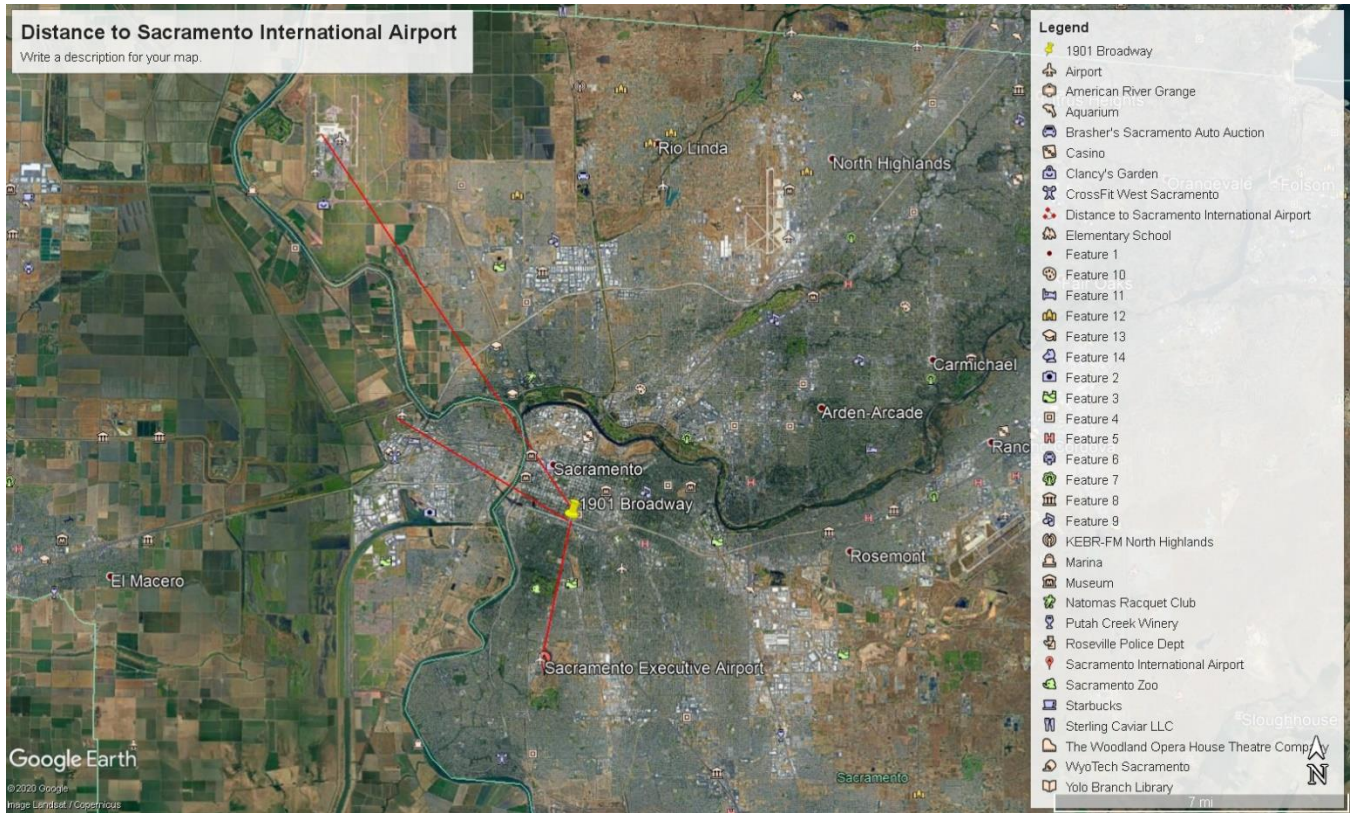 Distance to Sacramento International Airport
Write a description for your map.
Rio Linda
North Highlands
Carmichael
Arden-Arcade
Ranc
Sacramento
1901 Broadway
Rosemont
El Macero
Sacramento Executive Airport
Sacramento
Google Earth
© 2020 Google
Image Landsat / Copernicus
Legend
1901 Broadway
Airport
American River Grange
Aquarium
Brasher's Sacramento Auto Auction
Casino
Clancy's Garden
CrossFit West Sacramento
Distance to Sacramento International Airport
Elementary School
Feature 1
Feature 10
Feature 11
Feature 12
Feature 13
Feature 14
Feature 2
Feature 3
Feature 4
Feature 5
Feature 6
Feature 7
Feature 8
Feature 9
KEBR-FM North Highlands
Marina
Museum
Natomas Racquet Club
Putah Creek Winery
Roseville Police Dept
Sacramento International Airport
Sacramento Zoo
Starbucks
Sterling Caviar LLC
The Woodland Opera House Theatre Company
WyoTech Sacramento
Yolo Branch Library
Orangevale
Folsom
Sloughhouse
N
7 mi